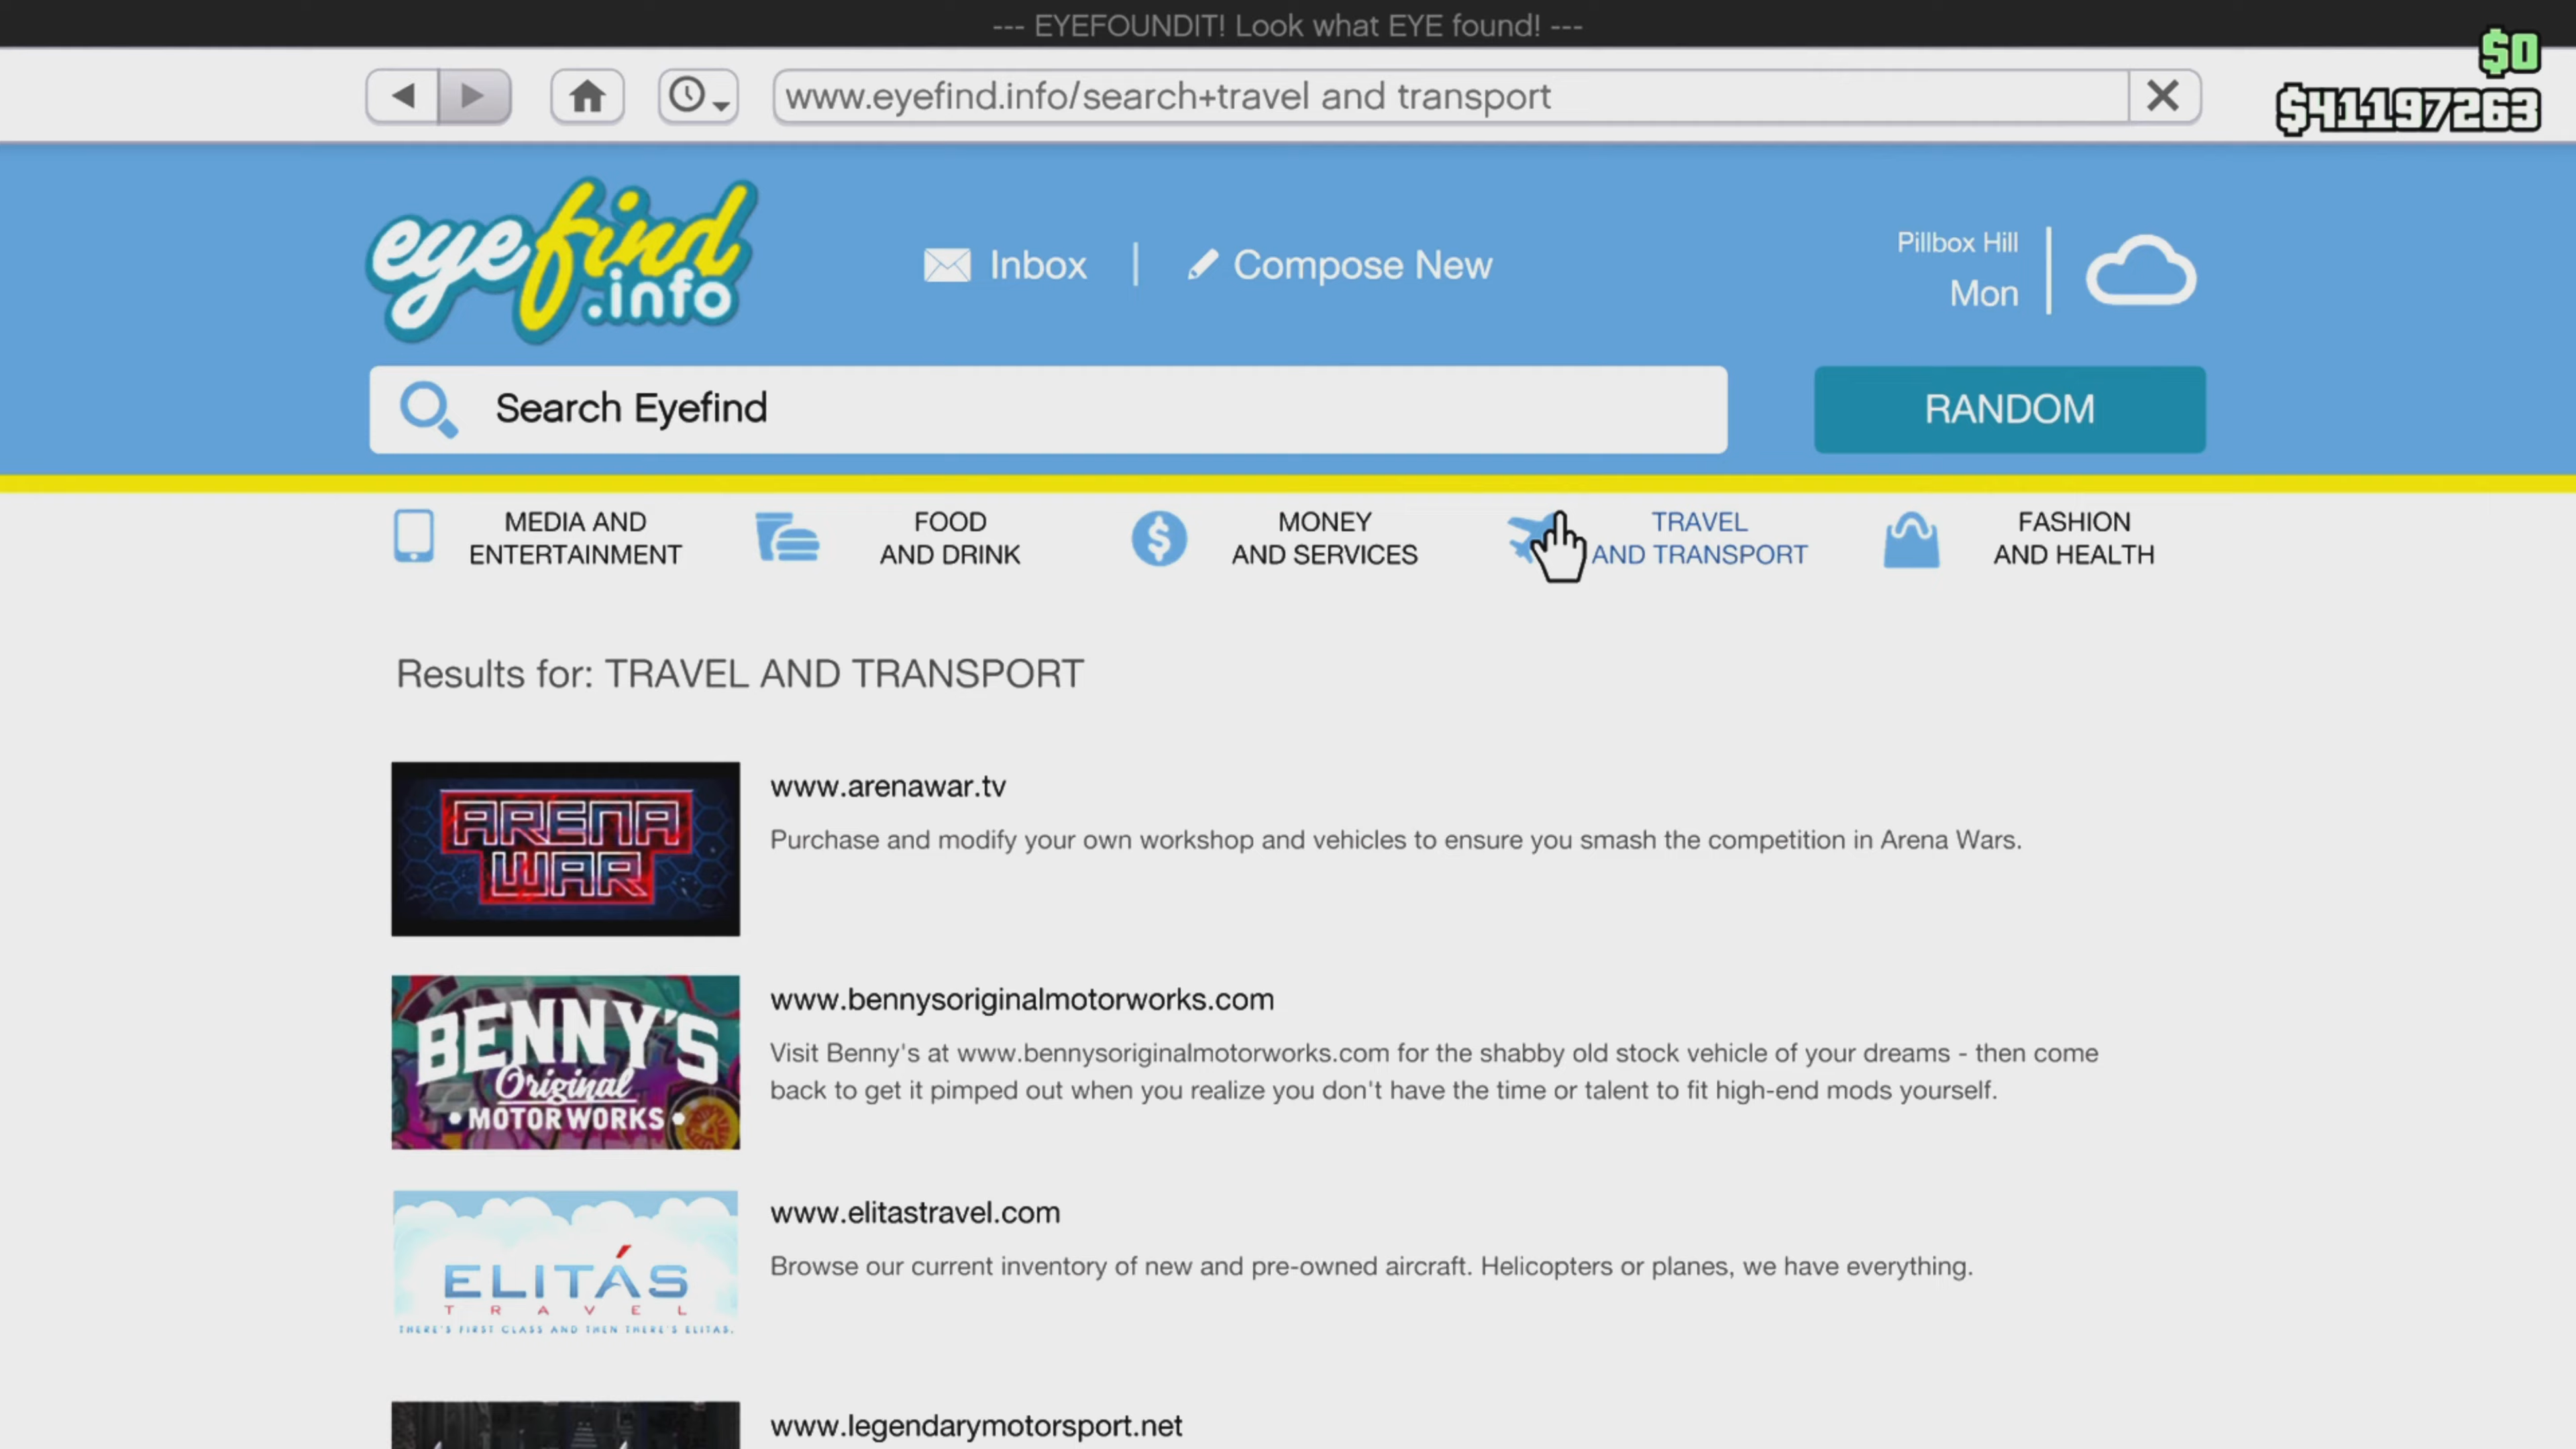 --- EYEFOUNDIT! Look what EYE found! ---
$0
www.eyefind.info/search+travel and transport
$41197263
eyefind
.info
Inbox
Compose New
Pillbox Hill
Mon
Search Eyefind
RANDOM
MEDIA AND
ENTERTAINMENT
FOOD
AND DRINK
MONEY
AND SERVICES
TRAVEL
AND TRANSPORT
FASHION
AND HEALTH
Results for: TRAVEL AND TRANSPORT
ARENA
WAR
www.arenawar.tv
Purchase and modify your own workshop and vehicles to ensure you smash the competition in Arena Wars.
BENNY'S
Original
MOTOR WORKS
www.bennysoriginalmotorworks.com
Visit Benny's at www.bennysoriginalmotorworks.com for the shabby old stock vehicle of your dreams - then come
back to get it pimped out when you realize you don't have the time or talent to fit high-end mods yourself.
ELITÁS
TRAVEL
THERE'S FIRST CLASS AND THEN THERE'S ELITAS.
www.elitastravel.com
Browse our current inventory of new and pre-owned aircraft. Helicopters or planes, we have everything.
www.legendarymotorsport.net